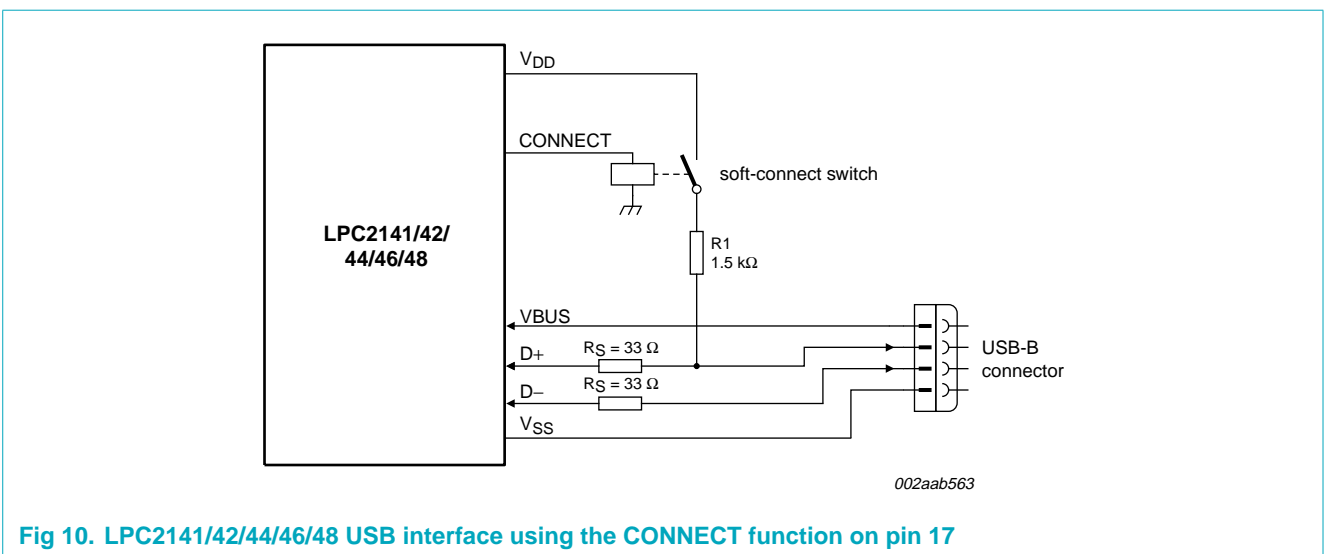 VDD
CONNECT
soft-connect switch
LPC2141/42/
44/46/48
R1
1.5 kΩ
VBUS
D+
RS = 33 Ω
USB-B
connector
D−
RS = 33 Ω
VSS
002aab563
Fig 10. LPC2141/42/44/46/48 USB interface using the CONNECT function on pin 17